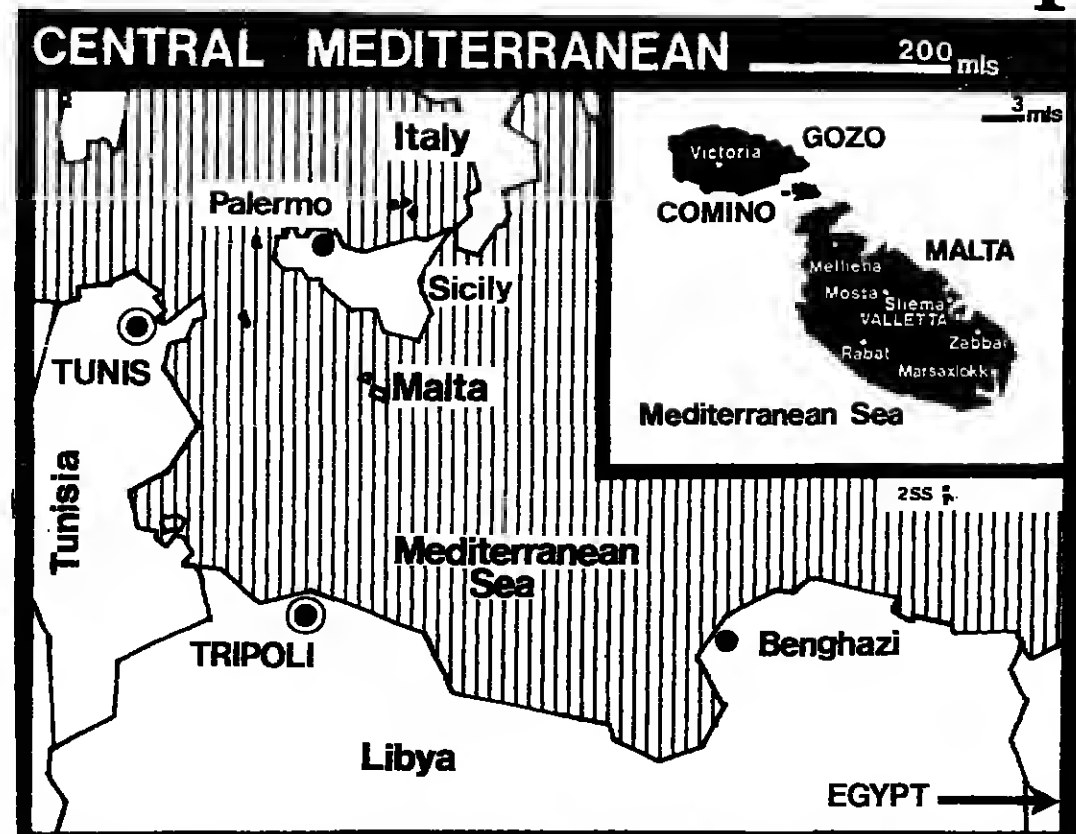 CENTRAL MEDITERRANEAN 200 mls
Italy
Palermo
Sicily
TUNIS
Malta
Tunisia
Mediterranean
Sea
TRIPOLI
Benghazi
Libya
EGYPT
3 mls
Victoria
GOZO
COMINO
MALTA
Mellieha
Mosta
Sliema
VALLETTA
Zabbar
Rabat
Marsaxlokk
Mediterranean Sea
2SS